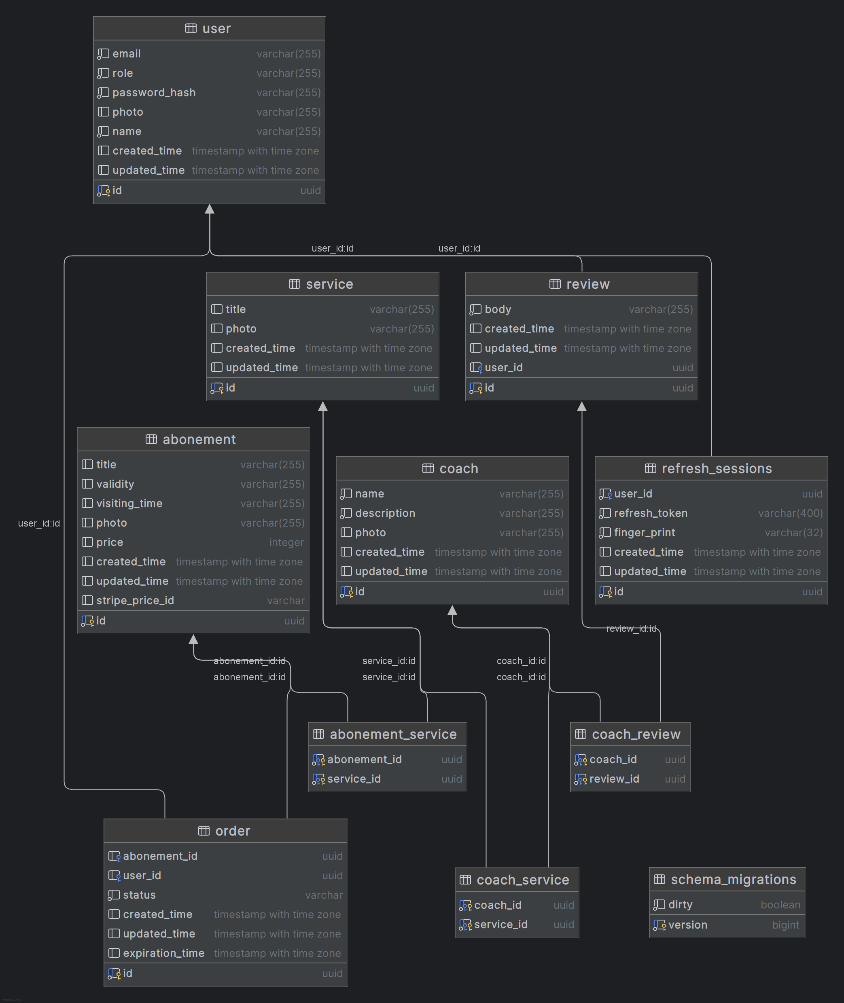 user
email varchar(255)
role varchar(255)
password_hash varchar(255)
photo varchar(255)
name varchar(255)
created_time timestamp with time zone
updated_time timestamp with time zone
id uuid
user_id:id user_id:id
service
title varchar(255)
photo varchar(255)
created_time timestamp with time zone
updated_time timestamp with time zone
id uuid
review
body varchar(255)
created_time timestamp with time zone
updated_time timestamp with time zone
user_id uuid
id uuid
abonement
title varchar(255)
validity varchar(255)
visiting_time varchar(255)
photo varchar(255)
price integer
created_time timestamp with time zone
updated_time timestamp with time zone
stripe_price_id varchar
id uuid
coach
name varchar(255)
description varchar(255)
photo varchar(255)
created_time timestamp with time zone
updated_time timestamp with time zone
id uuid
refresh_sessions
user_id uuid
refresh_token varchar(400)
finger_print varchar(32)
created_time timestamp with time zone
updated_time timestamp with time zone
id uuid
user_id:id
review_id:id
abonement_id:id service_id:id coach_id:id
abonement_id:id service_id:id coach_id:id
abonement_service
abonement_id uuid
service_id uuid
coach_review
coach_id uuid
review_id uuid
order
abonement_id uuid
user_id uuid
status varchar
created_time timestamp with time zone
updated_time timestamp with time zone
expiration_time timestamp with time zone
id uuid
coach_service
coach_id uuid
service_id uuid
schema_migrations
dirty boolean
version bigint